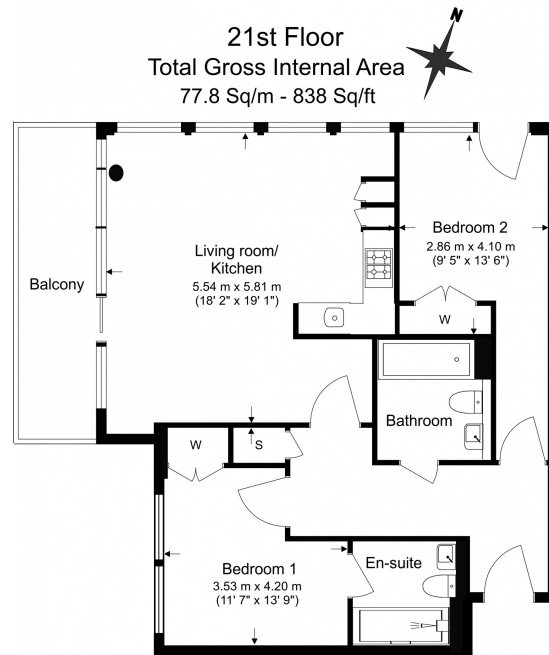 21st Floor
Total Gross Internal Area
77.8 Sq/m - 838 Sq/ft
N
Living room/
Kitchen
5.54 m x 5.81 m
(18' 2" x 19' 1")
Bedroom 2
2.86 m x 4.10 m
(9' 5" x 13' 6")
Balcony
W
Bathroom
W
S
Bedroom 1
3.53 m x 4.20 m
(11' 7" x 13' 9")
En-suite